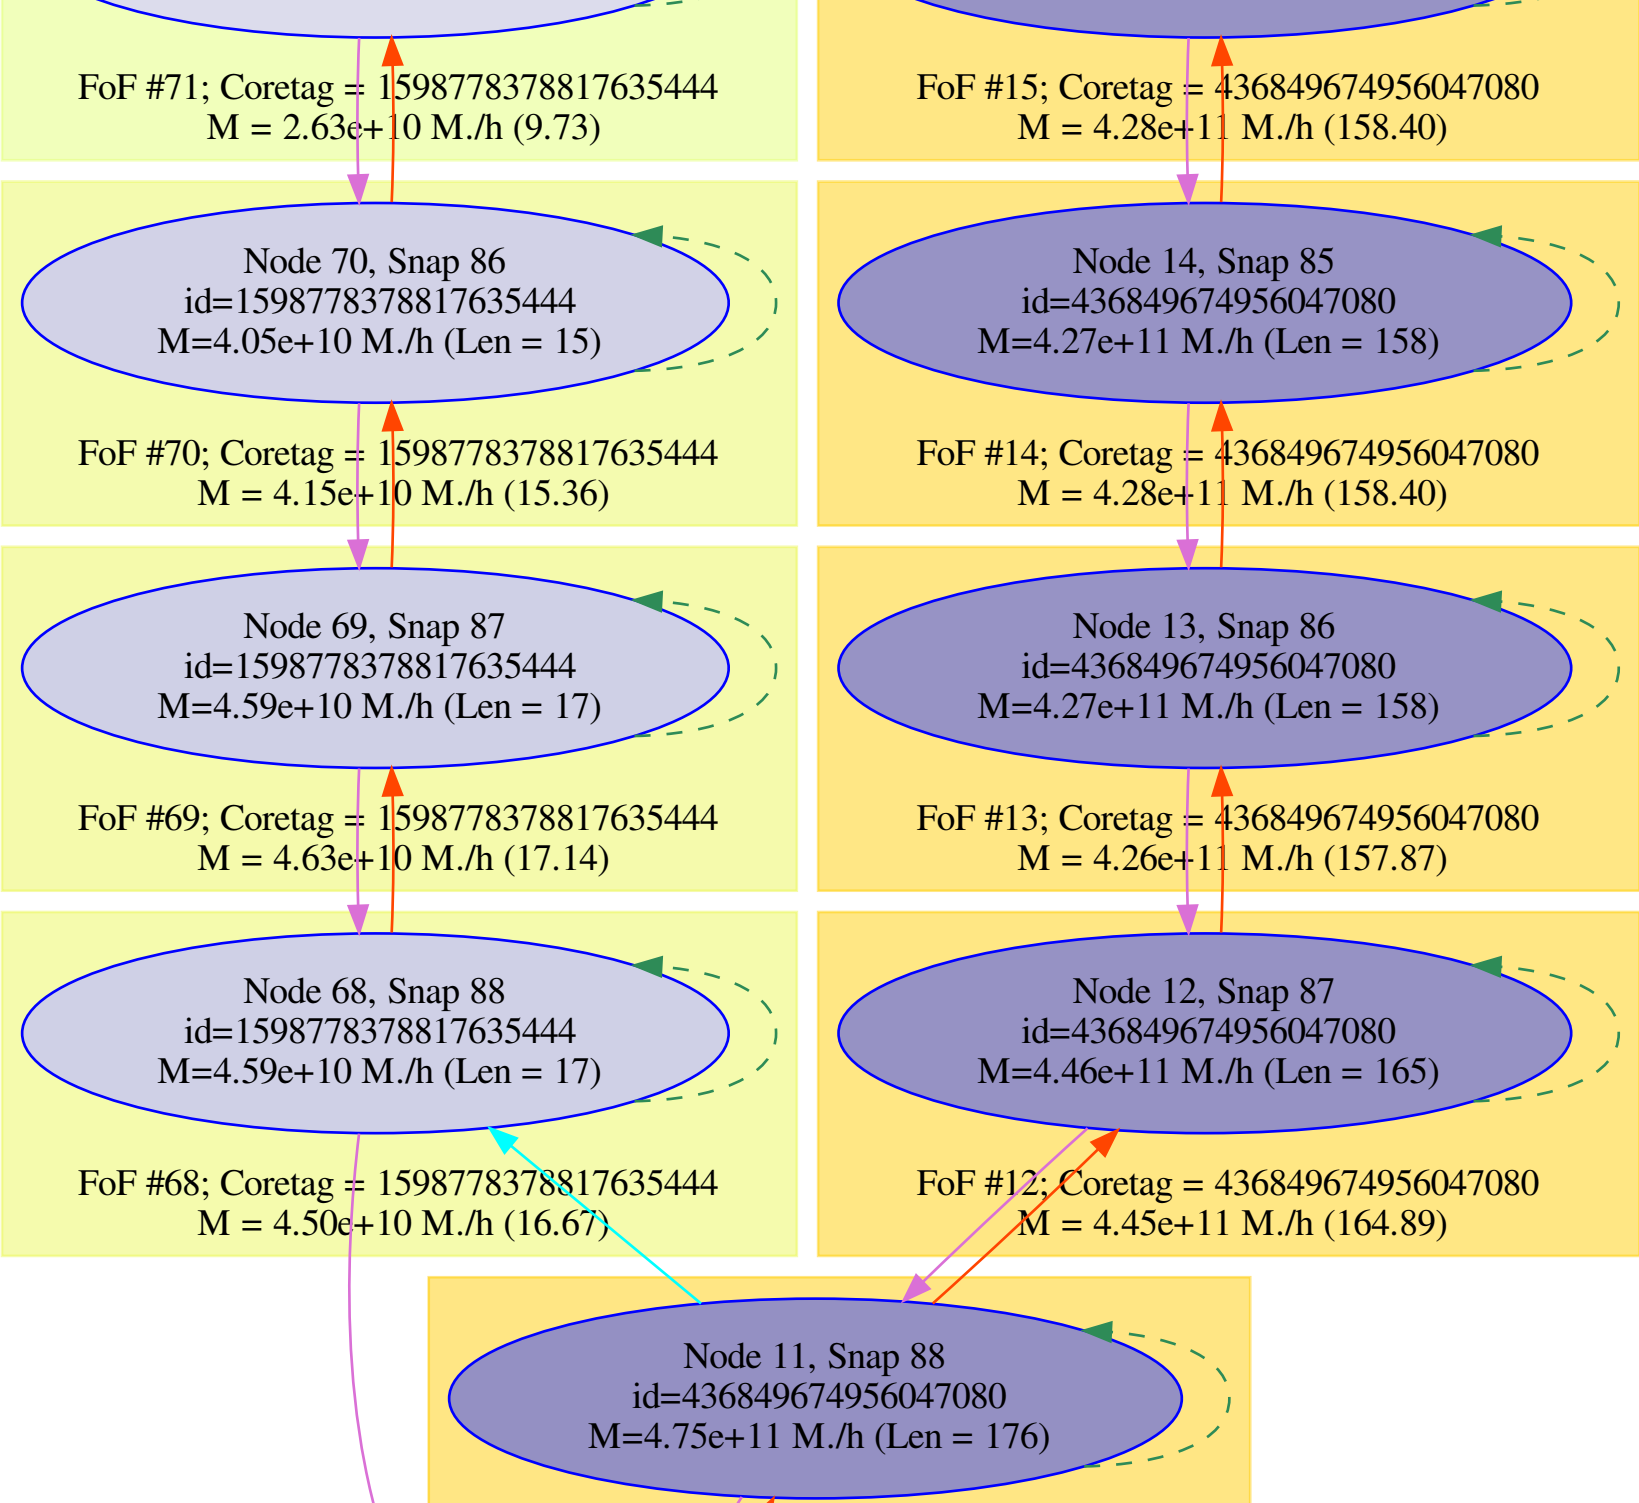 FoF #71; Coretag = 1598778378817635444
M = 2.63e+10 M./h (9.73)
FoF #15; Coretag = 436849674956047080
M = 4.28e+11 M./h (158.40)
Node 70, Snap 86
id=1598778378817635444
M=4.05e+10 M./h (Len = 15)
FoF #70; Coretag = 1598778378817635444
M = 4.15e+10 M./h (15.36)
Node 14, Snap 85
id=436849674956047080
M=4.27e+11 M./h (Len = 158)
FoF #14; Coretag = 436849674956047080
M = 4.28e+11 M./h (158.40)
Node 69, Snap 87
id=1598778378817635444
M=4.59e+10 M./h (Len = 17)
FoF #69; Coretag = 1598778378817635444
M = 4.63e+10 M./h (17.14)
Node 13, Snap 86
id=436849674956047080
M=4.27e+11 M./h (Len = 158)
FoF #13; Coretag = 436849674956047080
M = 4.26e+11 M./h (157.87)
Node 68, Snap 88
id=1598778378817635444
M=4.59e+10 M./h (Len = 17)
FoF #68; Coretag = 1598778378817635444
M = 4.50e+10 M./h (16.67)
Node 12, Snap 87
id=436849674956047080
M=4.46e+11 M./h (Len = 165)
FoF #12; Coretag = 436849674956047080
M = 4.45e+11 M./h (164.89)
Node 11, Snap 88
id=436849674956047080
M=4.75e+11 M./h (Len = 176)